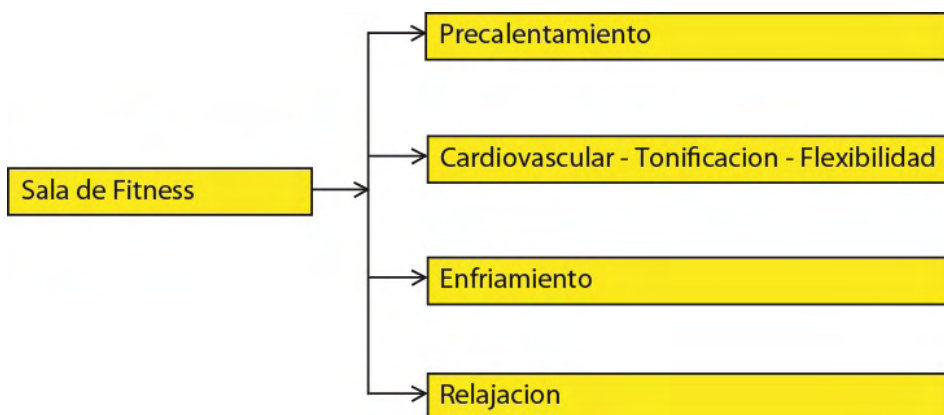 Precalentamiento
Cardiovascular - Tonificacion - Flexibilidad
Sala de Fitness
Enfriamiento
Relajacion